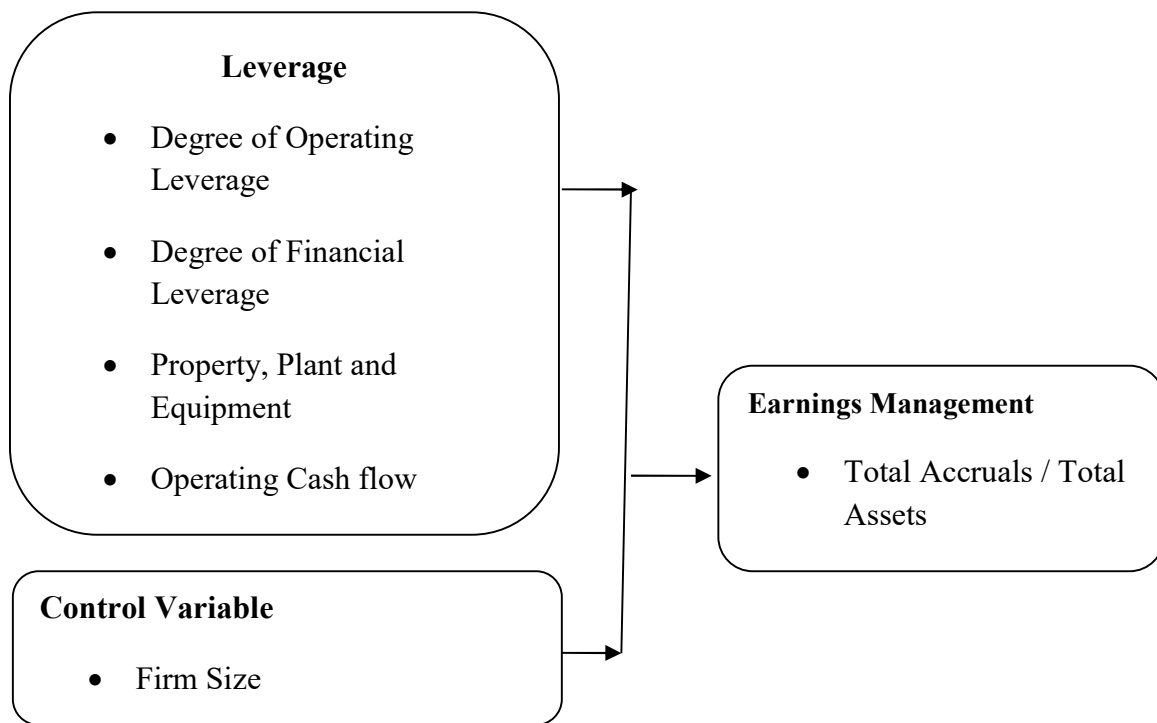 Leverage
• Degree of Operating
Leverage
• Degree of Financial
Leverage
• Property, Plant and
Equipment
• Operating Cash flow
Earnings Management
• Total Accruals / Total
Assets
Control Variable
• Firm Size